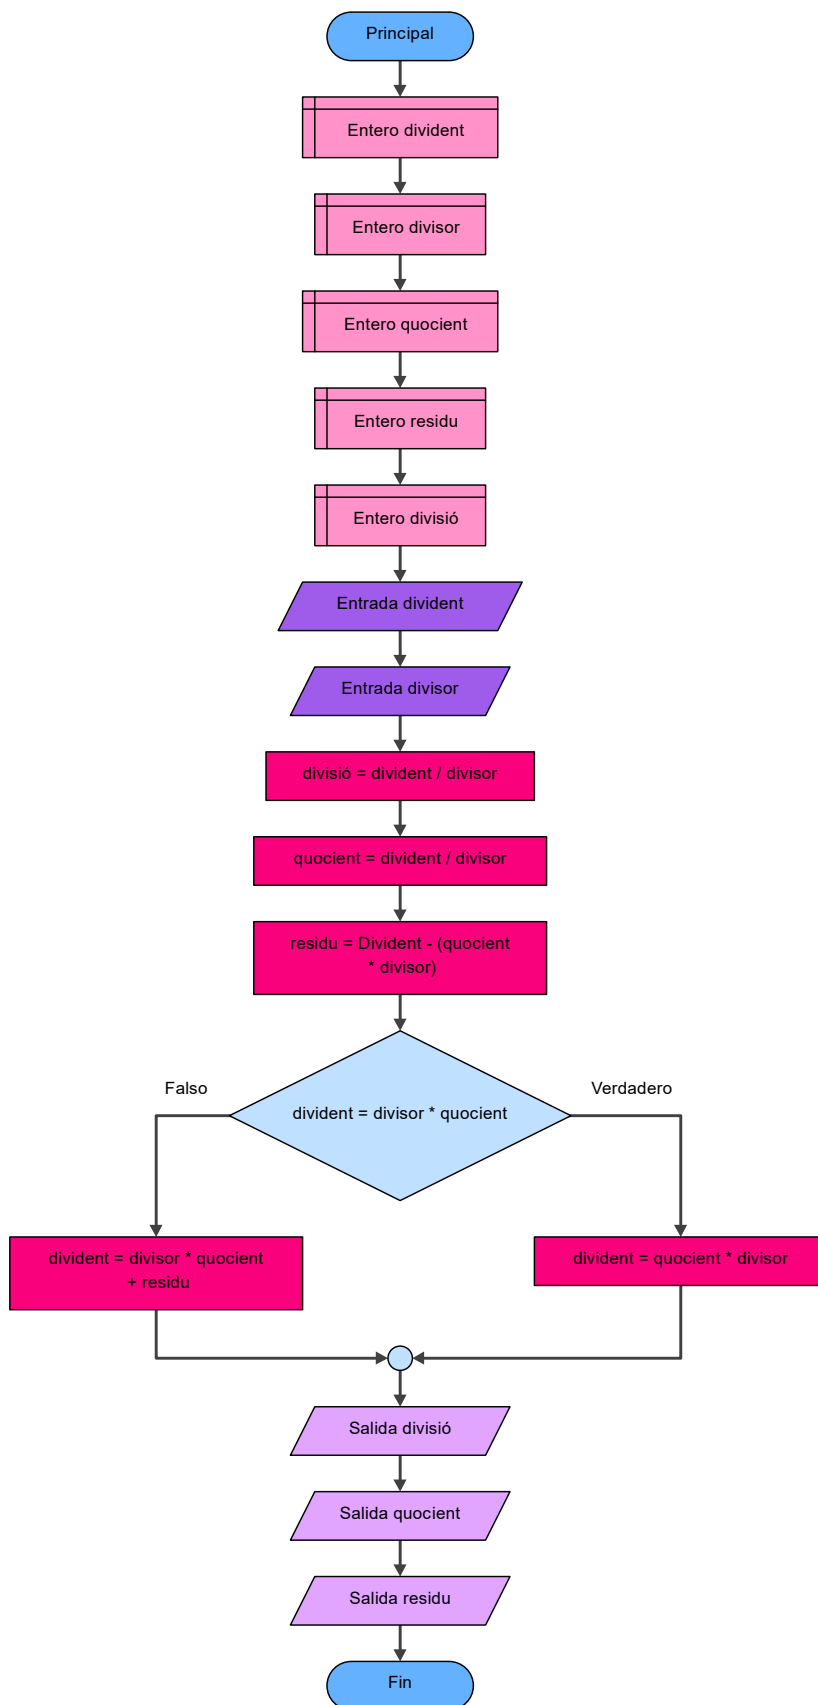 Principal
Entero divident
Entero divisor
Entero quocient
Entero residu
Entero divisió
Entrada divident
Entrada divisor
divisió = divident / divisor
quocient = divident / divisor
residu = Divident - (quocient
* divisor)
Falso
Verdadero
divident = divisor * quocient
divident = divisor * quocient
+ residu
divident = quocient * divisor
Salida divisió
Salida quocient
Salida residu
Fin